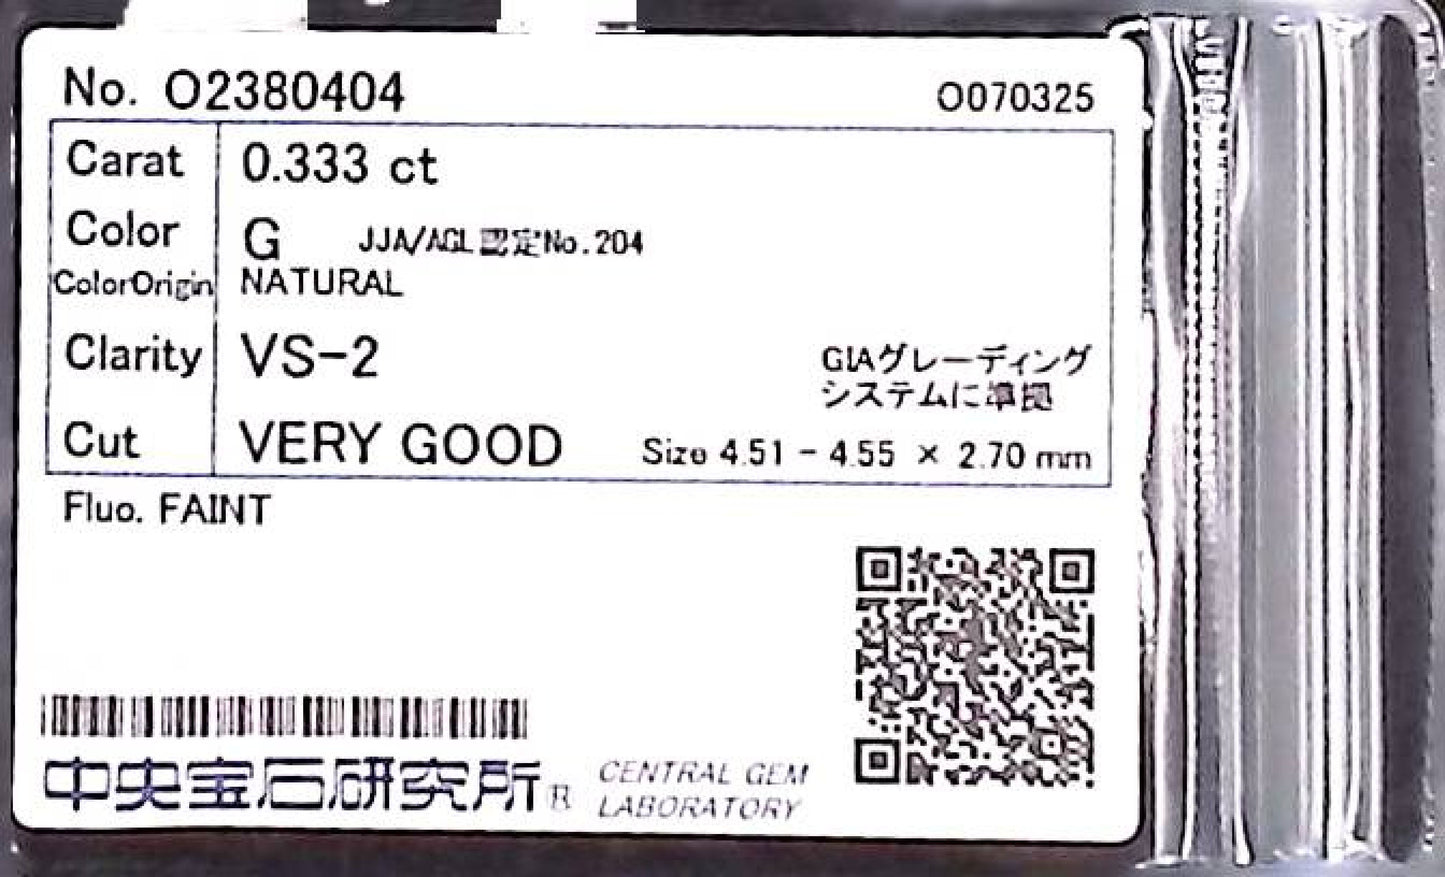 No. O2380404 O070325
Carat 0.333 ct
Color G JJA/AGL認定No.204
ColorOrigin NATURAL
Clarity VS-2
GIAグレーディング
システムに準拠
Cut VERY GOOD Size 4.51 - 4.55 × 2.70 mm
Fluo. FAINT
中央宝石研究所® CENTRAL GEM
LABORATORY